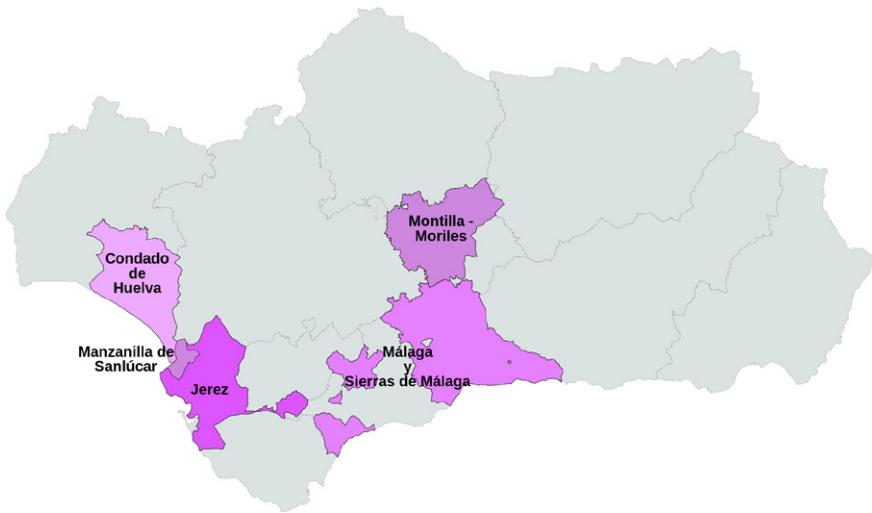 Montilla -
Moriles
Condado
de
Huelva
Manzanilla de
Sanlúcar
Málaga
y
Sierras de Málaga
Jerez